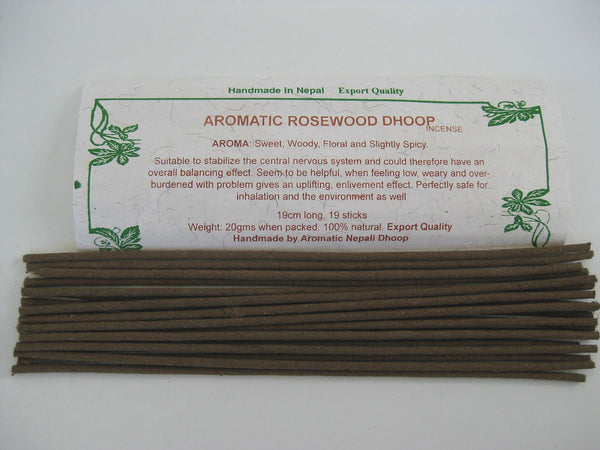 Handmade in Nepal Export Quality
AROMATIC ROSEWOOD DHOOP
INCENSE
AROMA: Sweet, Woody, Floral and Slightly Spicy.
Suitable to stabilize the central nervous system and could therefore have an
overall balancing effect. Seem to be helpful, when feeling low, weary and over-
burdened with problem gives an uplifting, enlivement effect. Perfectly safe for
inhalation and the environment as well
19cm long, 19 sticks
Weight: 20gms when packed. 100% natural. Export Quality
Handmade by Aromatic Nepali Dhoop